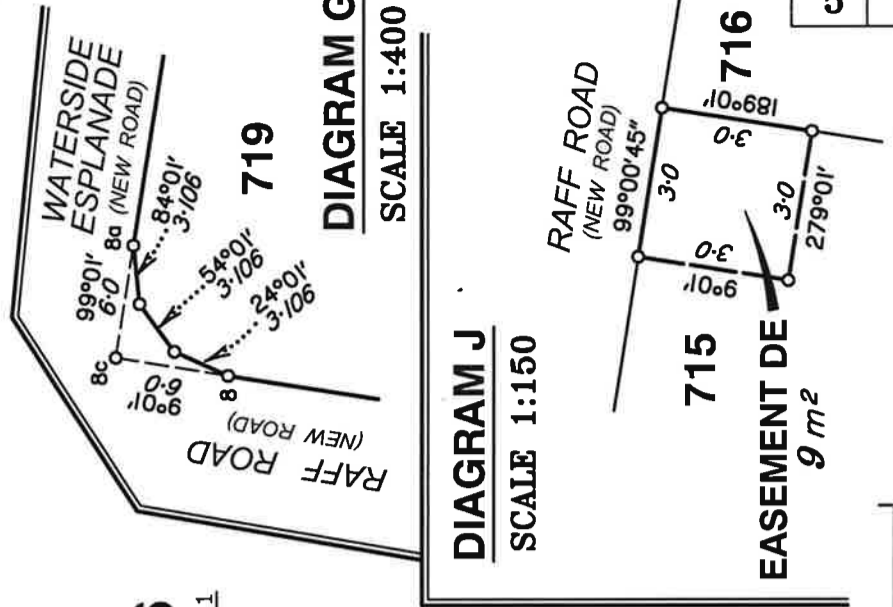 WATERSIDE
ESPLANADE
(NEW ROAD)
8a
99°01'
6·0
8c
84°01'
3·106
54°01'
3·106
24°01'
3·106
9°01'
6·0
8
RAFF ROAD
(NEW ROAD)
719
DIAGRAM G
SCALE 1:400
DIAGRAM J
SCALE 1:150
RAFF ROAD
(NEW ROAD)
99°00'45"
3·0
716
189°01'
3·0
9°01'
3·0
3·0
279°01'
715
EASEMENT DE
9 m²
1